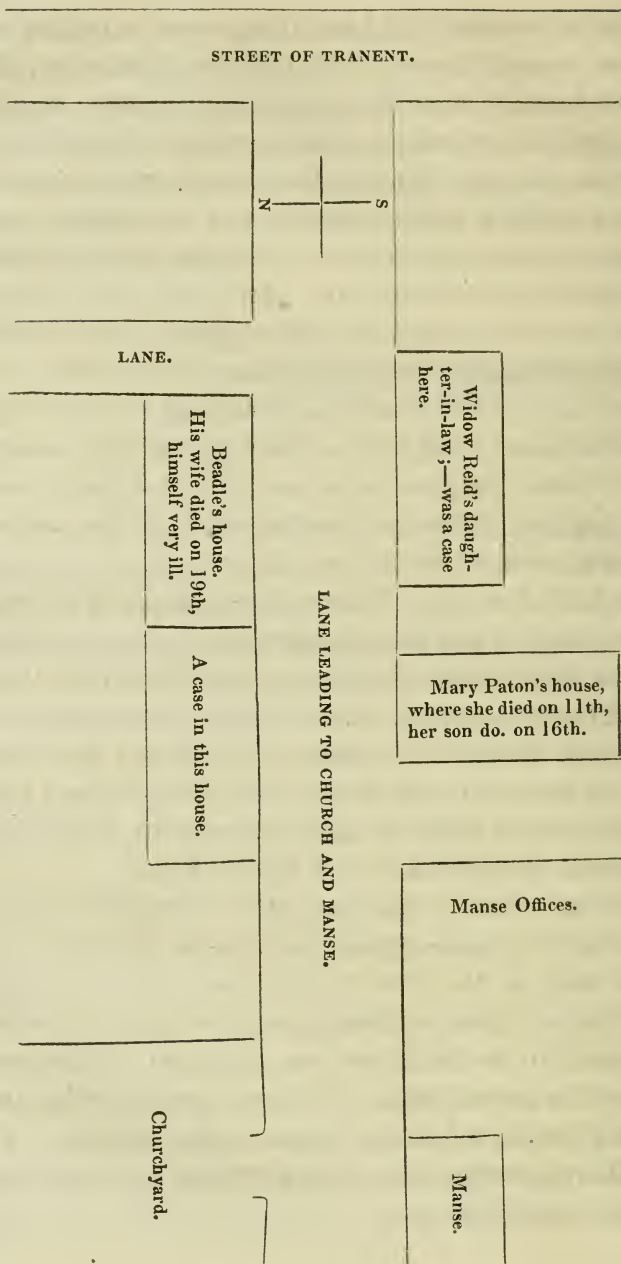 STREET OF TRANENT.
N
S
LANE.
Widow Reid's daugh-
ter-in-law;—was a case
here.
Beadle's house.
His wife died on 19th,
himself very ill.
LANE LEADING TO CHURCH AND MANSE.
Mary Paton's house,
where she died on 11th,
her son do. on 16th.
A case in this house.
Manse Offices.
Churchyard.
Manse.